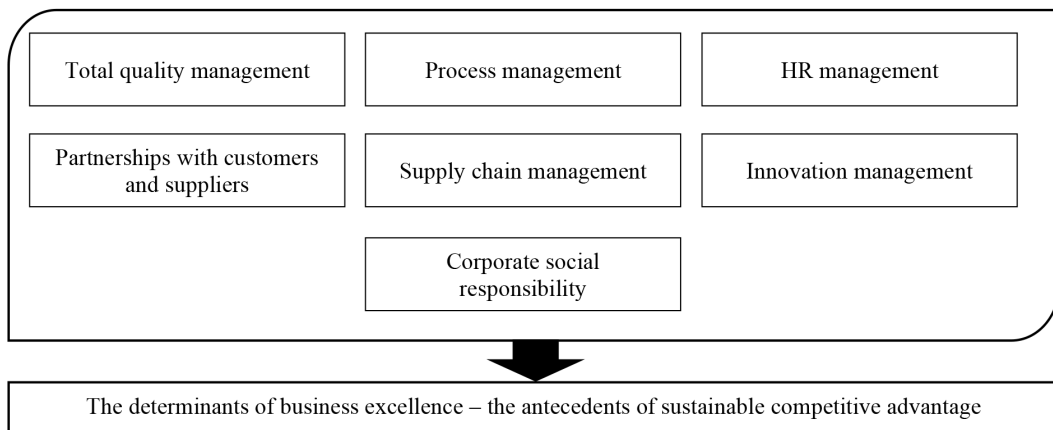 Total quality management
Process management
HR management
Partnerships with customers
and suppliers
Supply chain management
Innovation management
Corporate social
responsibility
The determinants of business excellence – the antecedents of sustainable competitive advantage